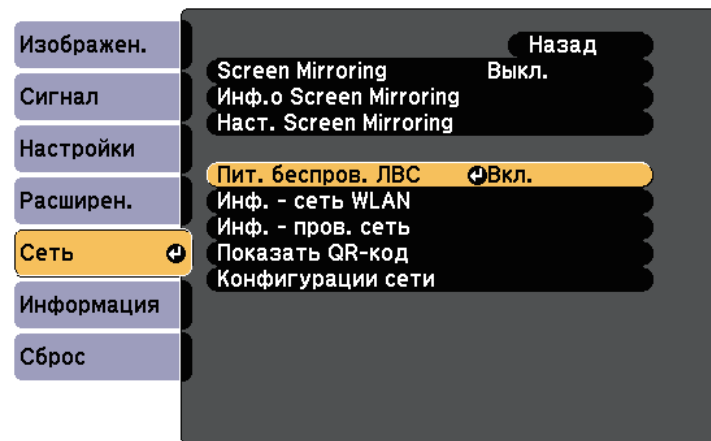 Изображен.
Сигнал
Настройки
Расширен.
Сеть
Информация
Сброс
Назад
Screen Mirroring Выкл.
Инф.о Screen Mirroring
Наст. Screen Mirroring
Пит. беспров. ЛВС Вкл.
Инф. - сеть WLAN
Инф. - пров. сеть
Показать QR-код
Конфигурации сети